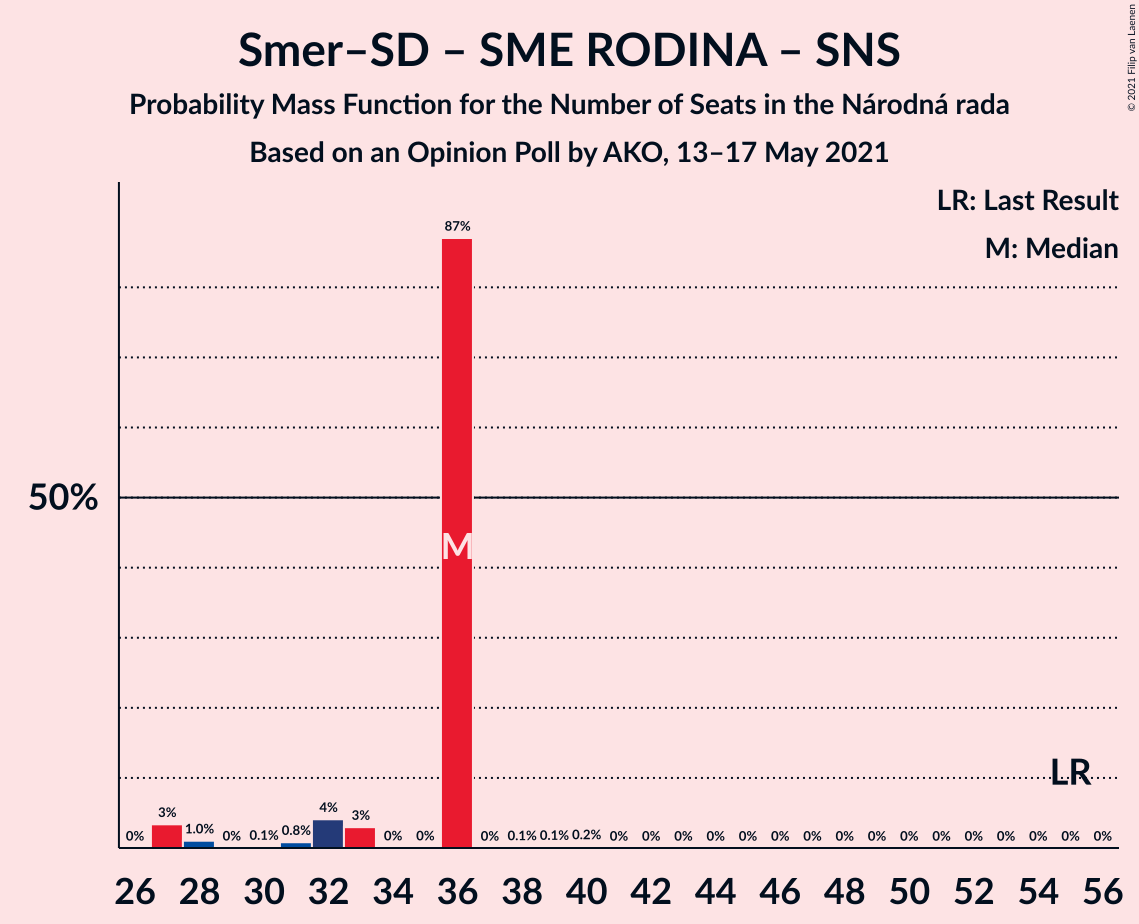 Smer–SD – SME RODINA – SNS
Probability Mass Function for the Number of Seats in the Národná rada
Based on an Opinion Poll by AKO, 13–17 May 2021
© 2021 Filip van Laenen
LR: Last Result
M: Median
87%
50%
M
LR
0% 3% 1.0% 0% 0.1% 0.8% 4% 3% 0% 0% 0% 0.1% 0.1% 0.2% 0% 0% 0% 0% 0% 0% 0% 0% 0% 0% 0% 0% 0% 0% 0% 0%
26 28 30 32 34 36 38 40 42 44 46 48 50 52 54 56